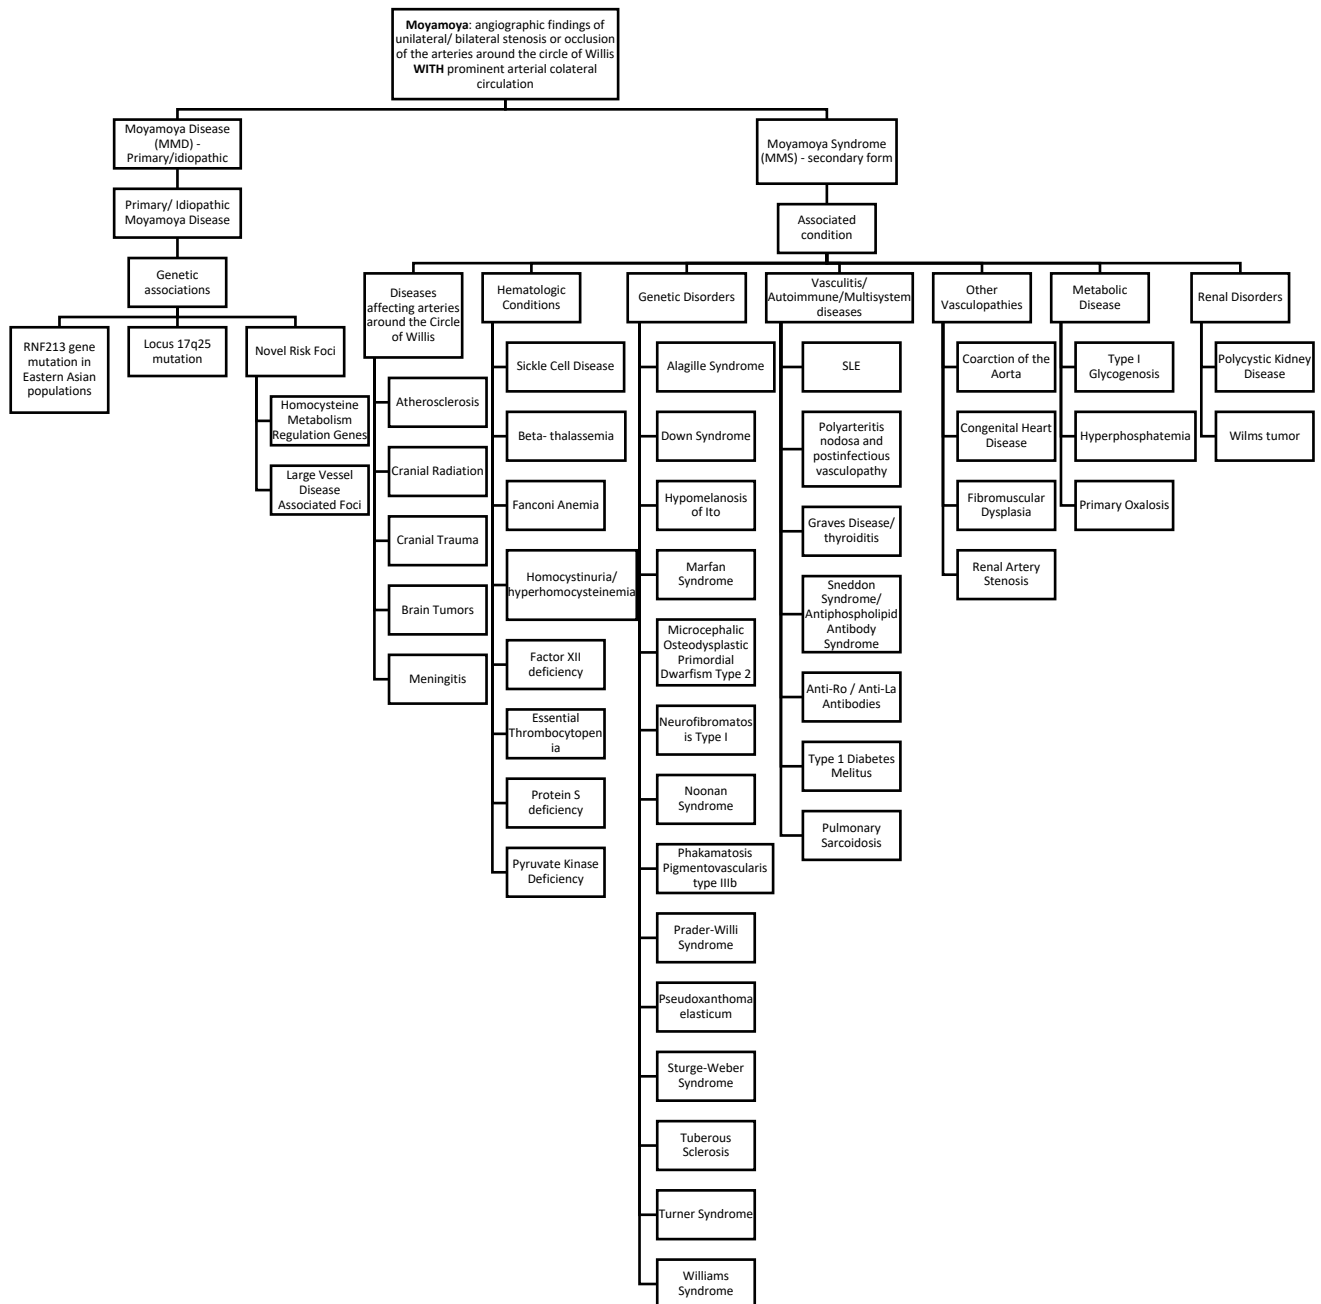 Moyamoya: angiographic findings of
unilateral/ bilateral stenosis or occlusion
of the arteries around the circle of Willis
WITH prominent arterial colateral
circulation
Moyamoya Disease
(MMD) -
Primary/idiopathic
Primary/ Idiopathic
Moyamoya Disease
Genetic
associations
RNF213 gene
mutation in
Eastern Asian
populations
Locus 17q25
mutation
Novel Risk Foci
Homocysteine
Metabolism
Regulation Genes
Large Vessel
Disease
Associated Foci
Moyamoya Syndrome
(MMS) - secondary form
Associated
condition
Diseases
affecting arteries
around the Circle
of Willis
Atherosclerosis
Cranial Radiation
Cranial Trauma
Brain Tumors
Meningitis
Hematologic
Conditions
Sickle Cell Disease
Beta- thalassemia
Fanconi Anemia
Homocystinuria/
hyperhomocysteinemia
Factor XII
deficiency
Essential
Thrombocytopen
ia
Protein S
deficiency
Pyruvate Kinase
Deficiency
Genetic Disorders
Alagille Syndrome
Down Syndrome
Hypomelanosis
of Ito
Marfan
Syndrome
Microcephalic
Osteodysplastic
Primordial
Dwarfism Type 2
Neurofibromatos
is Type I
Noonan
Syndrome
Phakamatosis
Pigmentovascularis
type IIIb
Prader-Willi
Syndrome
Pseudoxanthoma
elasticum
Sturge-Weber
Syndrome
Tuberous
Sclerosis
Turner Syndrome
Williams
Syndrome
Vasculitis/
Autoimmune/Multisystem
diseases
SLE
Polyarteritis
nodosa and
postinfectious
vasculopathy
Graves Disease/
thyroiditis
Sneddon
Syndrome/
Antiphospholipid
Antibody
Syndrome
Anti-Ro / Anti-La
Antibodies
Type 1 Diabetes
Melitus
Pulmonary
Sarcoidosis
Other
Vasculopathies
Coarction of the
Aorta
Congenital Heart
Disease
Fibromuscular
Dysplasia
Renal Artery
Stenosis
Metabolic
Disease
Type I
Glycogenosis
Hyperphosphatemia
Primary Oxalosis
Renal Disorders
Polycystic Kidney
Disease
Wilms tumor